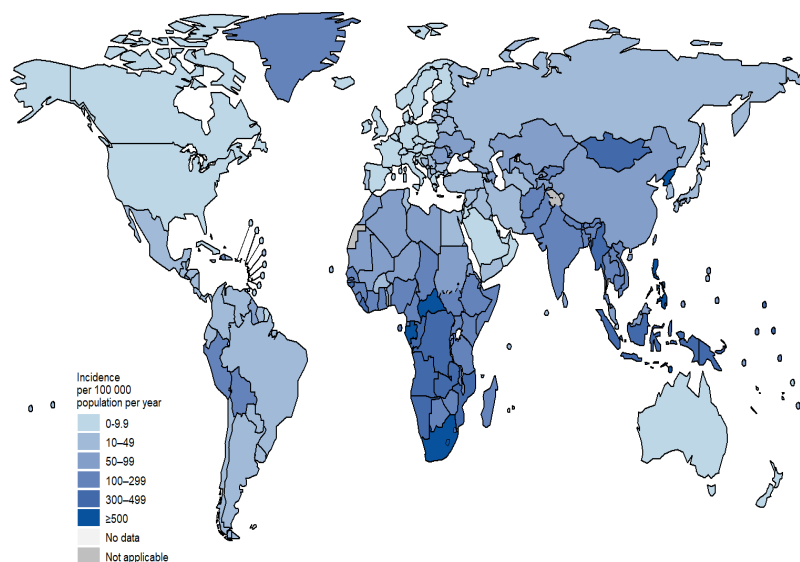 Incidence
per 100 000
population per year
0-9.9
10–49
50–99
100–299
300–499
≥500
No data
Not applicable